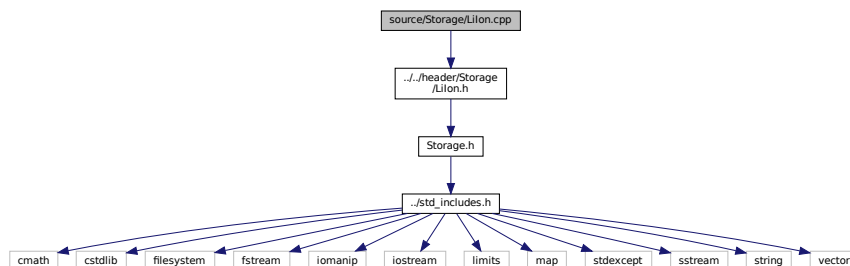 source/Storage/LiIon.cpp
../../header/Storage
/LiIon.h
Storage.h
../std_includes.h
cmath
cstdlib
filesystem
fstream
iomanip
iostream
limits
map
stdexcept
sstream
string
vector